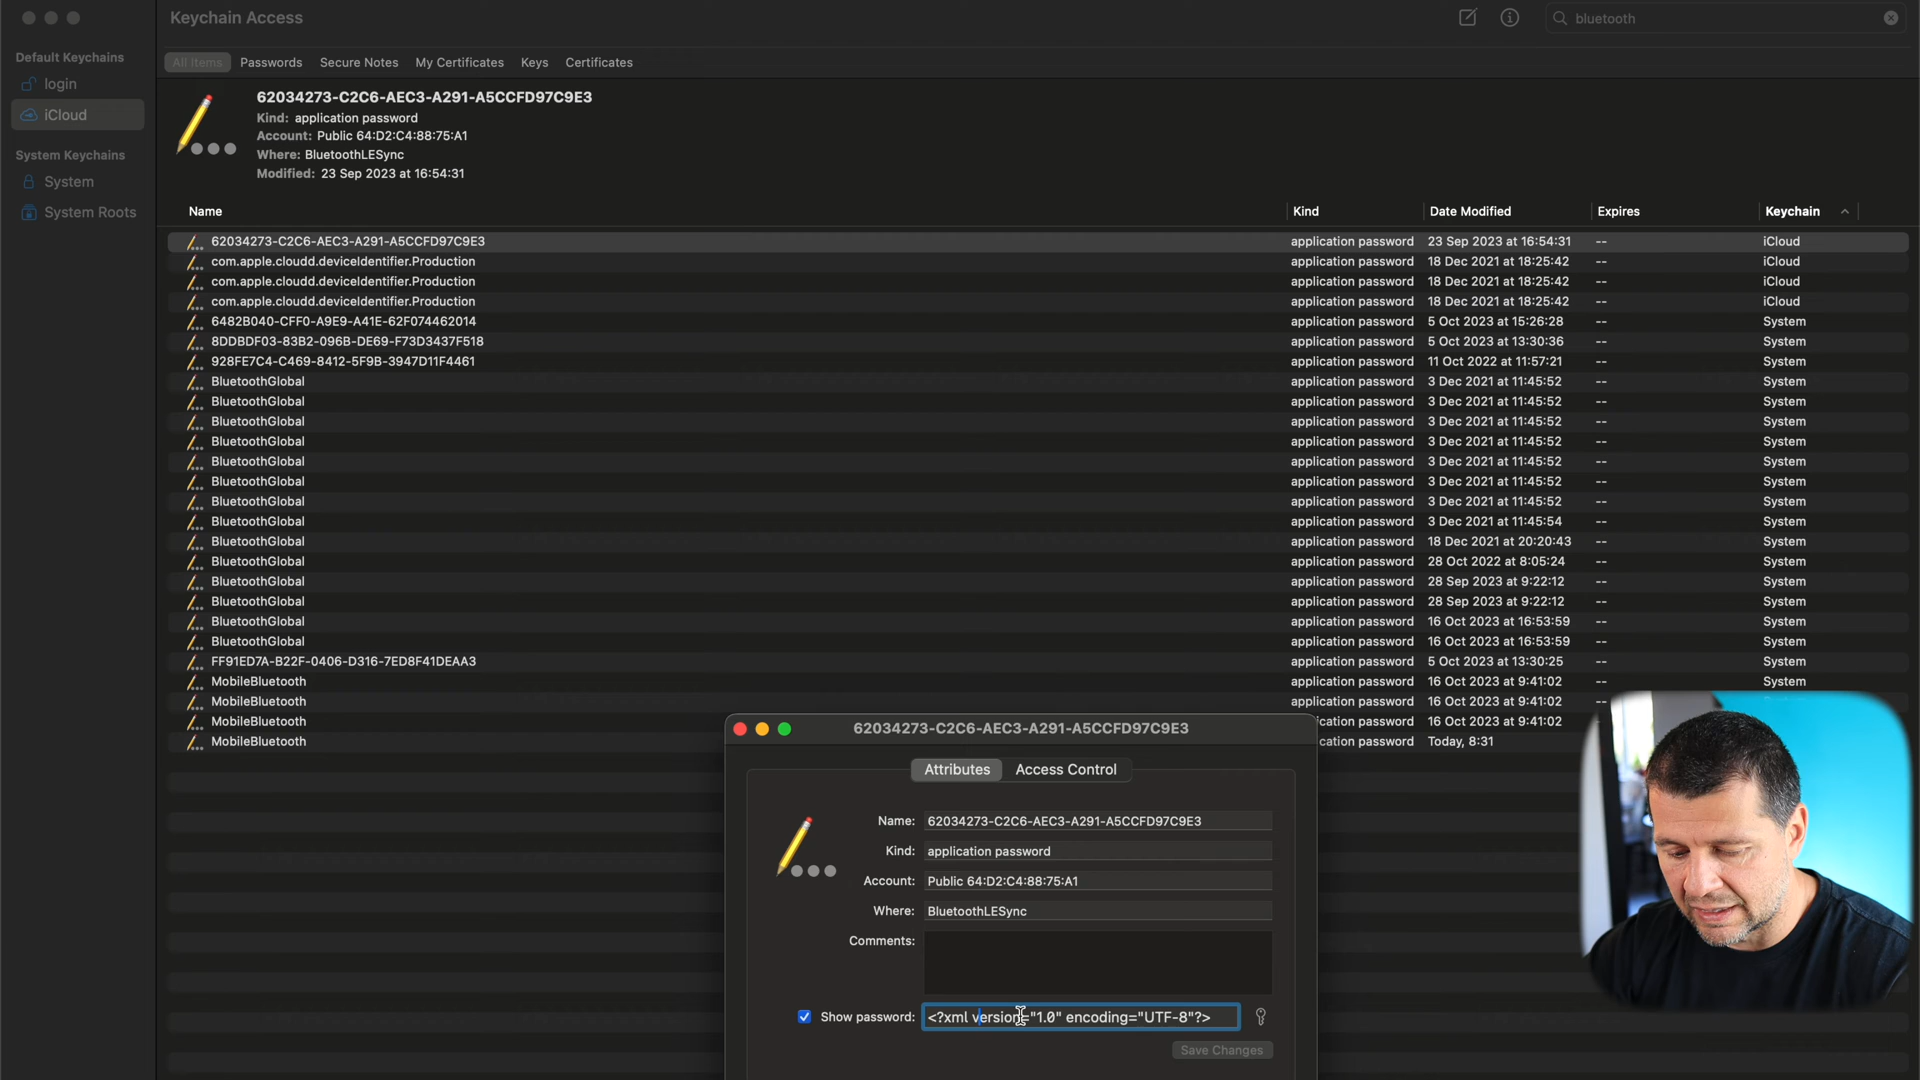 Keychain Access
bluetooth
Default Keychains
login
iCloud
System Keychains
System
System Roots
All Items Passwords Secure Notes My Certificates Keys Certificates
62034273-C2C6-AEC3-A291-A5CCFD97C9E3
Kind: application password
Account: Public 64:D2:C4:88:75:A1
Where: BluetoothLESync
Modified: 23 Sep 2023 at 16:54:31
Name Kind Date Modified Expires Keychain
62034273-C2C6-AEC3-A291-A5CCFD97C9E3 application password 23 Sep 2023 at 16:54:31 -- iCloud
com.apple.cloudd.deviceIdentifier.Production application password 18 Dec 2021 at 18:25:42 -- iCloud
com.apple.cloudd.deviceIdentifier.Production application password 18 Dec 2021 at 18:25:42 -- iCloud
com.apple.cloudd.deviceIdentifier.Production application password 18 Dec 2021 at 18:25:42 -- iCloud
6482B040-CFF0-A9E9-A41E-62F074462014 application password 5 Oct 2023 at 15:26:28 -- System
8DDBDF03-83B2-096B-DE69-F73D3437F518 application password 5 Oct 2023 at 13:30:36 -- System
928FE7C4-C469-8412-5F9B-3947D11F4461 application password 11 Oct 2022 at 11:57:21 -- System
BluetoothGlobal application password 3 Dec 2021 at 11:45:52 -- System
BluetoothGlobal application password 3 Dec 2021 at 11:45:52 -- System
BluetoothGlobal application password 3 Dec 2021 at 11:45:52 -- System
BluetoothGlobal application password 3 Dec 2021 at 11:45:52 -- System
BluetoothGlobal application password 3 Dec 2021 at 11:45:52 -- System
BluetoothGlobal application password 3 Dec 2021 at 11:45:52 -- System
BluetoothGlobal application password 3 Dec 2021 at 11:45:52 -- System
BluetoothGlobal application password 3 Dec 2021 at 11:45:54 -- System
BluetoothGlobal application password 18 Dec 2021 at 20:20:43 -- System
BluetoothGlobal application password 28 Oct 2022 at 8:05:24 -- System
BluetoothGlobal application password 28 Sep 2023 at 9:22:12 -- System
BluetoothGlobal application password 28 Sep 2023 at 9:22:12 -- System
BluetoothGlobal application password 16 Oct 2023 at 16:53:59 -- System
BluetoothGlobal application password 16 Oct 2023 at 16:53:59 -- System
FF91ED7A-B22F-0406-D316-7ED8F41DEAA3 application password 5 Oct 2023 at 13:30:25 -- System
MobileBluetooth application password 16 Oct 2023 at 9:41:02 -- System
MobileBluetooth application password 16 Oct 2023 at 9:41:02
MobileBluetooth password 16 Oct 2023 at 9:41:02
MobileBluetooth password Today, 8:31
62034273-C2C6-AEC3-A291-A5CCFD97C9E3
Attributes Access Control
Name: 62034273-C2C6-AEC3-A291-A5CCFD97C9E3
Kind: application password
Account: Public 64:D2:C4:88:75:A1
Where: BluetoothLESync
Comments:
Show password: <?xml version="1.0" encoding="UTF-8"?>
Save Changes